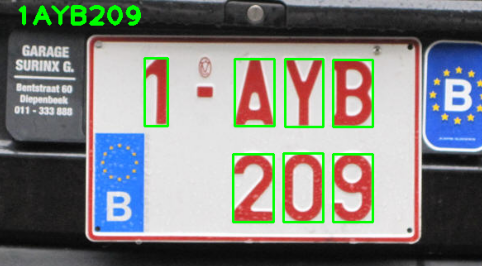 1AYB209
GARAGE
SURINX G.
Bentstraat 60
Diepenbeek
011 - 333 888
1 - AYB
B
209
B